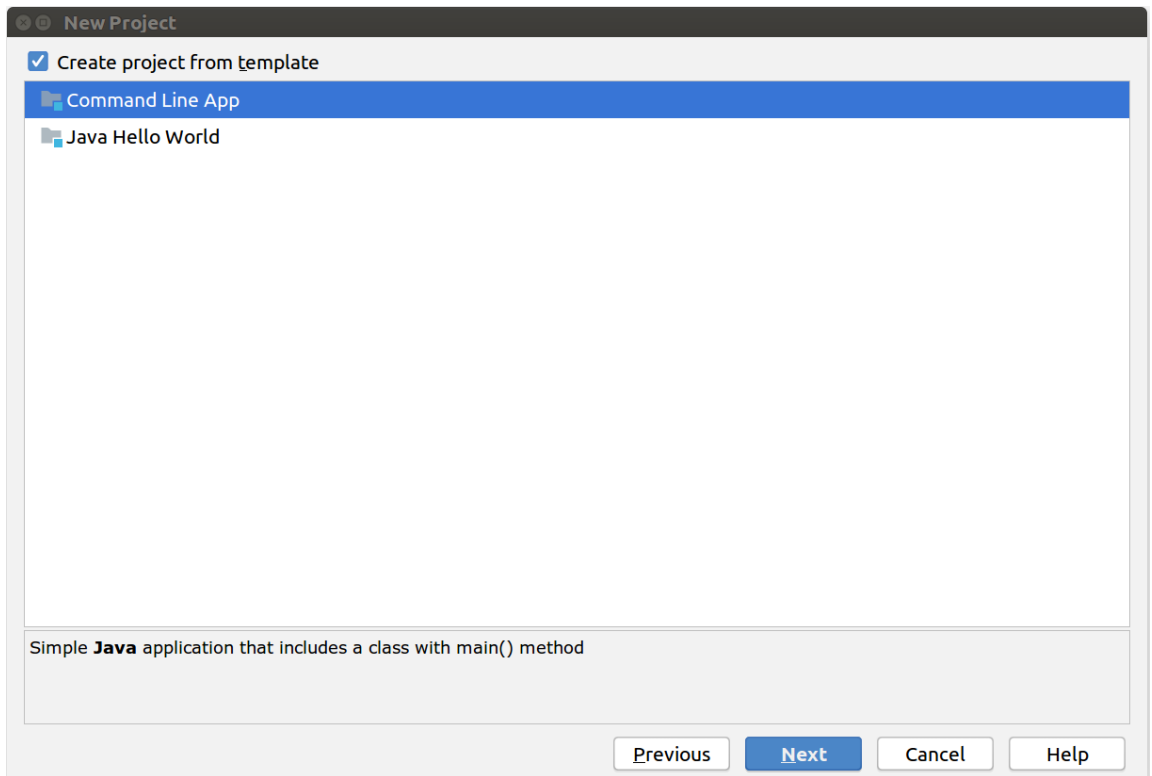 New Project
Create project from template
Command Line App
Java Hello World
Simple Java application that includes a class with main() method
Previous Next Cancel Help